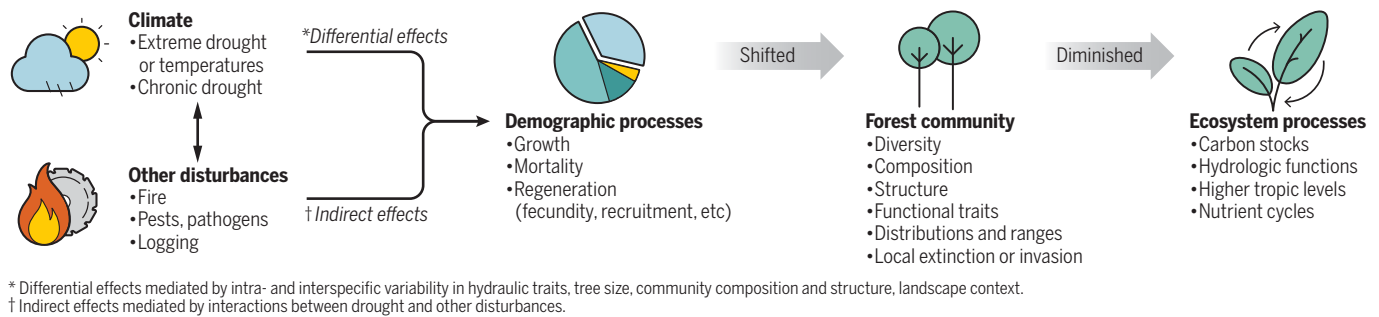 Climate
•Extreme drought
or temperatures
•Chronic drought
*Differential effects
Other disturbances
•Fire
•Pests, pathogens
•Logging
† Indirect effects
Demographic processes
•Growth
•Mortality
•Regeneration
(fecundity, recruitment, etc)
Shifted
Forest community
•Diversity
•Composition
•Structure
•Functional traits
•Distributions and ranges
•Local extinction or invasion
Diminished
Ecosystem processes
•Carbon stocks
•Hydrologic functions
•Higher tropic levels
•Nutrient cycles
* Differential effects mediated by intra- and interspecific variability in hydraulic traits, tree size, community composition and structure, landscape context.
† Indirect effects mediated by interactions between drought and other disturbances.